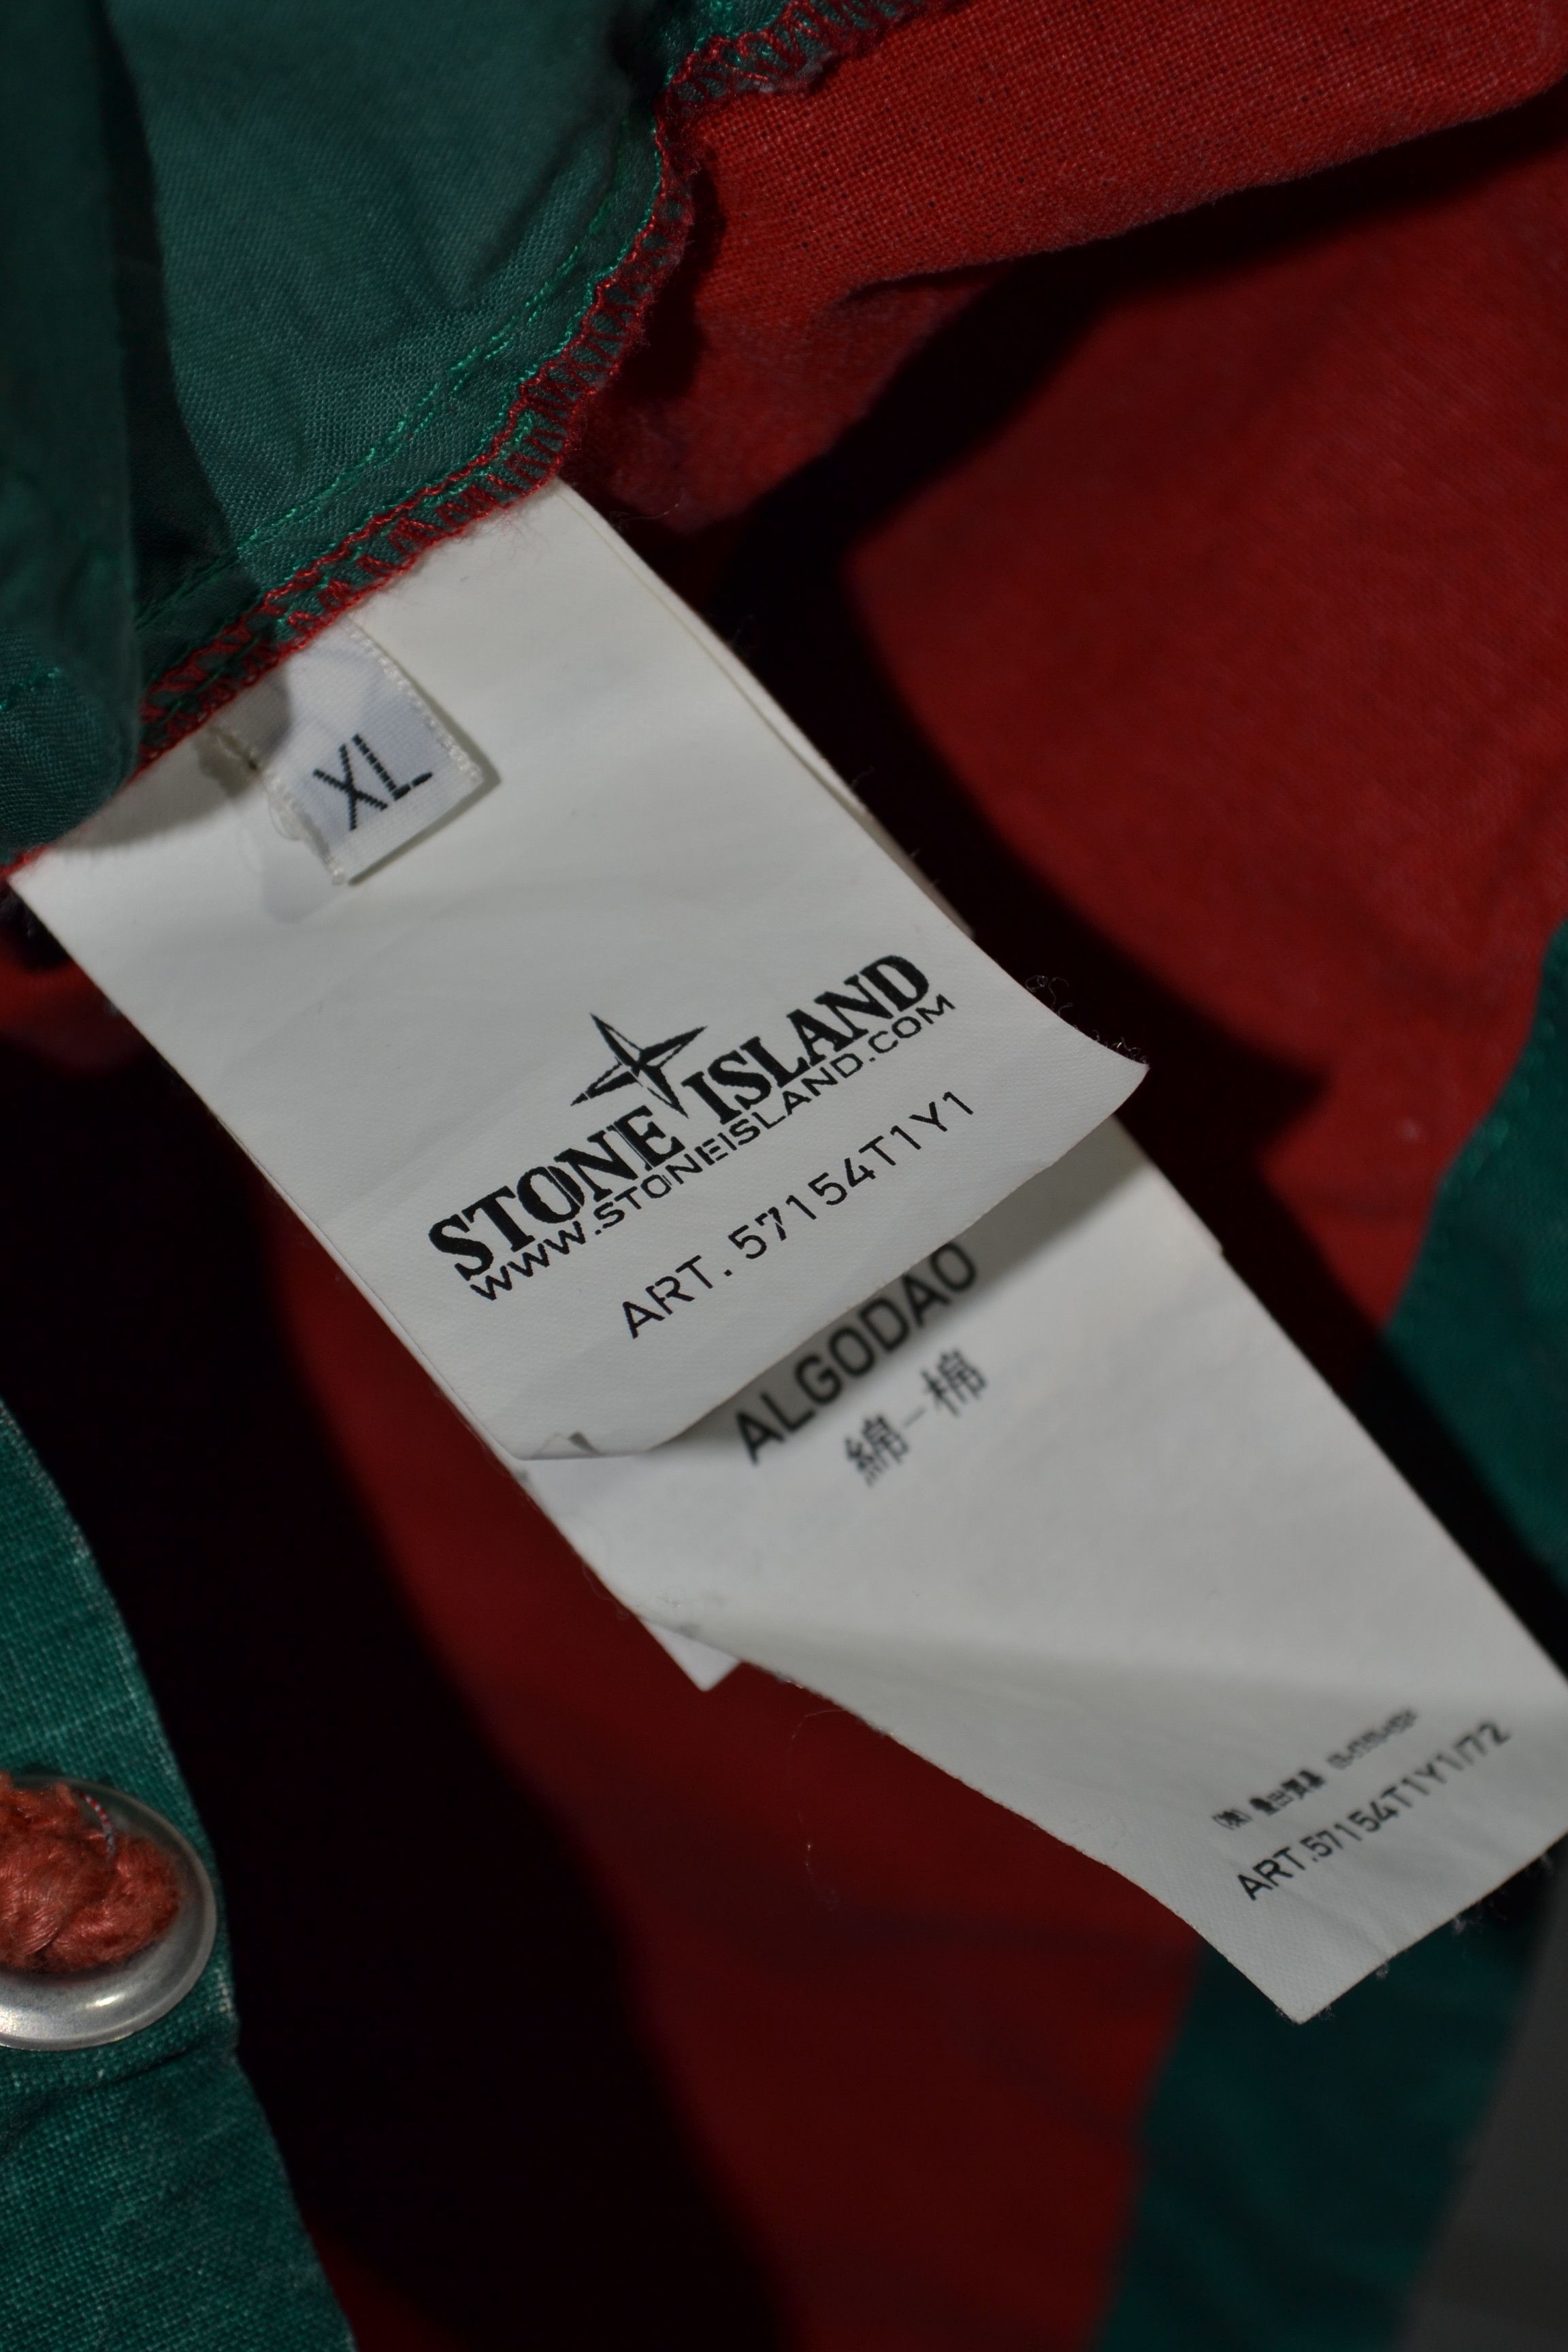 XL
STONE ISLAND
WWW.STONEISLAND.COM
ART.57154T1Y1
ALGODAO
綿-棉
ART.57154T1Y1/72